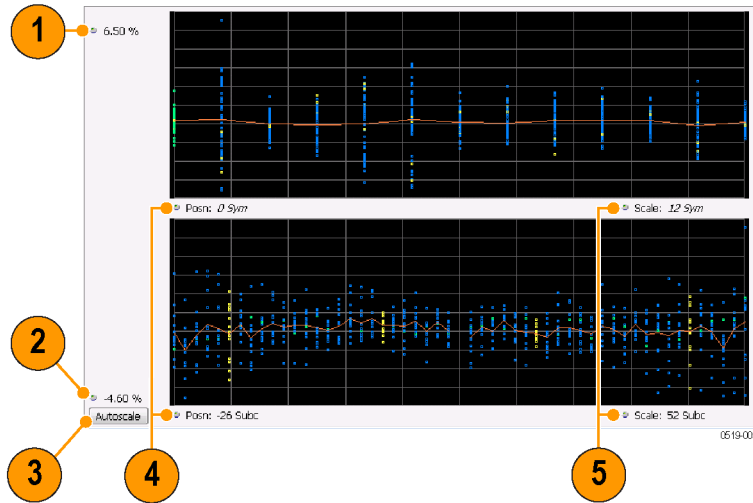 1
6.50 %
Posn: 0 Sym
Scale: 12 Sym
2
-4.60 %
Autoscale
Posn: -26 Subc
Scale: 52 Subc
0519-00
3
4
5